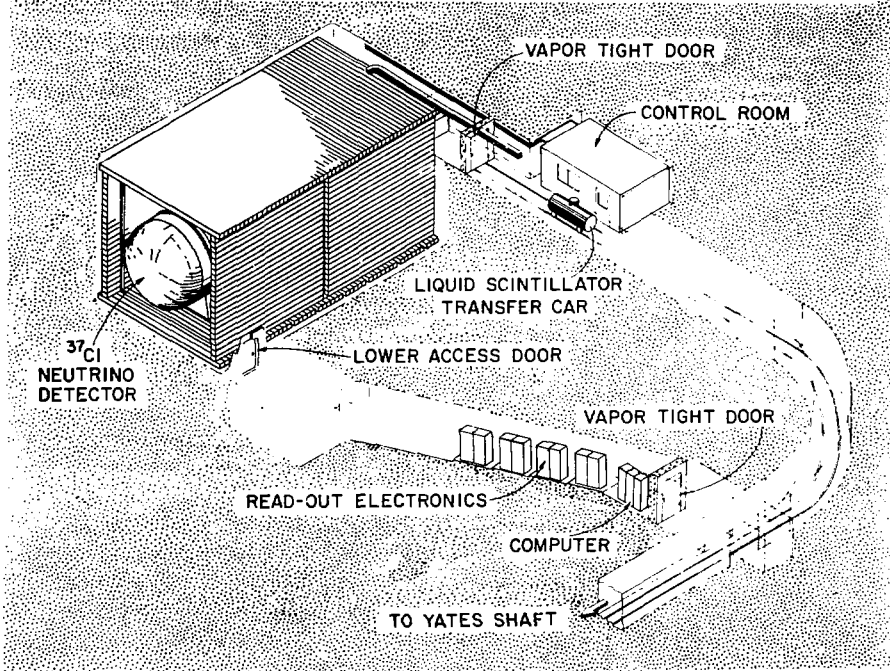 VAPOR TIGHT DOOR
CONTROL ROOM
LIQUID SCINTILLATOR
TRANSFER CAR
37Cl
NEUTRINO
DETECTOR
LOWER ACCESS DOOR
VAPOR TIGHT DOOR
READ-OUT ELECTRONICS
COMPUTER
TO YATES SHAFT